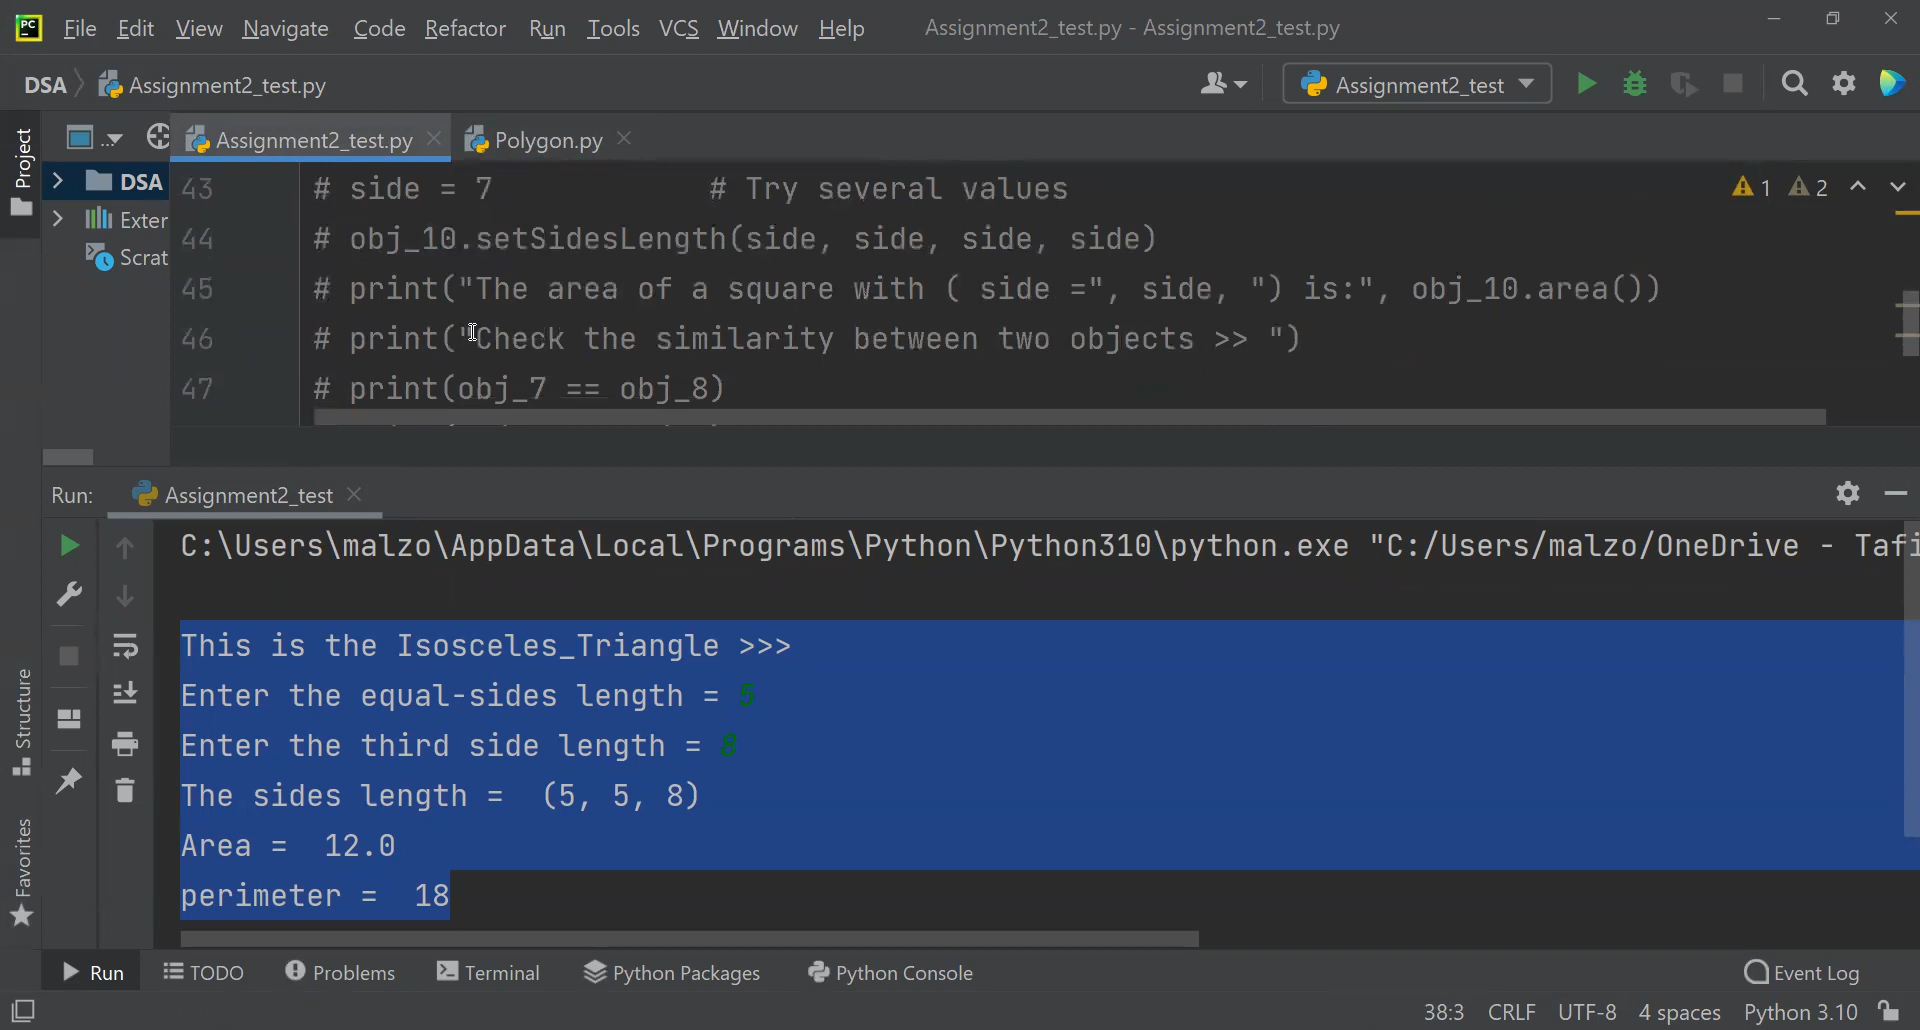 PC File Edit View Navigate Code Refactor Run Tools VCS Window Help Assignment2_test.py - Assignment2_test.py
DSA Assignment2_test.py Assignment2_test
Project
... Assignment2_test.py Polygon.py
DSA
Exter
Scrat
43 # side = 7 # Try several values 1 2
44 # obj_10.setSidesLength(side, side, side, side)
45 # print("The area of a square with ( side =", side, ") is:", obj_10.area())
46 # print("Check the similarity between two objects >> ")
47 # print(obj_7 == obj_8)
Run: Assignment2_test
C:\Users\malzo\AppData\Local\Programs\Python\Python310\python.exe "C:/Users/malzo/OneDrive - Tafi
This is the Isosceles_Triangle >>>
Enter the equal-sides length = 5
Enter the third side length = 8
The sides length = (5, 5, 8)
Area = 12.0
perimeter = 18
Structure
Favorites
Run TODO Problems Terminal Python Packages Python Console Event Log
38:3 CRLF UTF-8 4 spaces Python 3.10